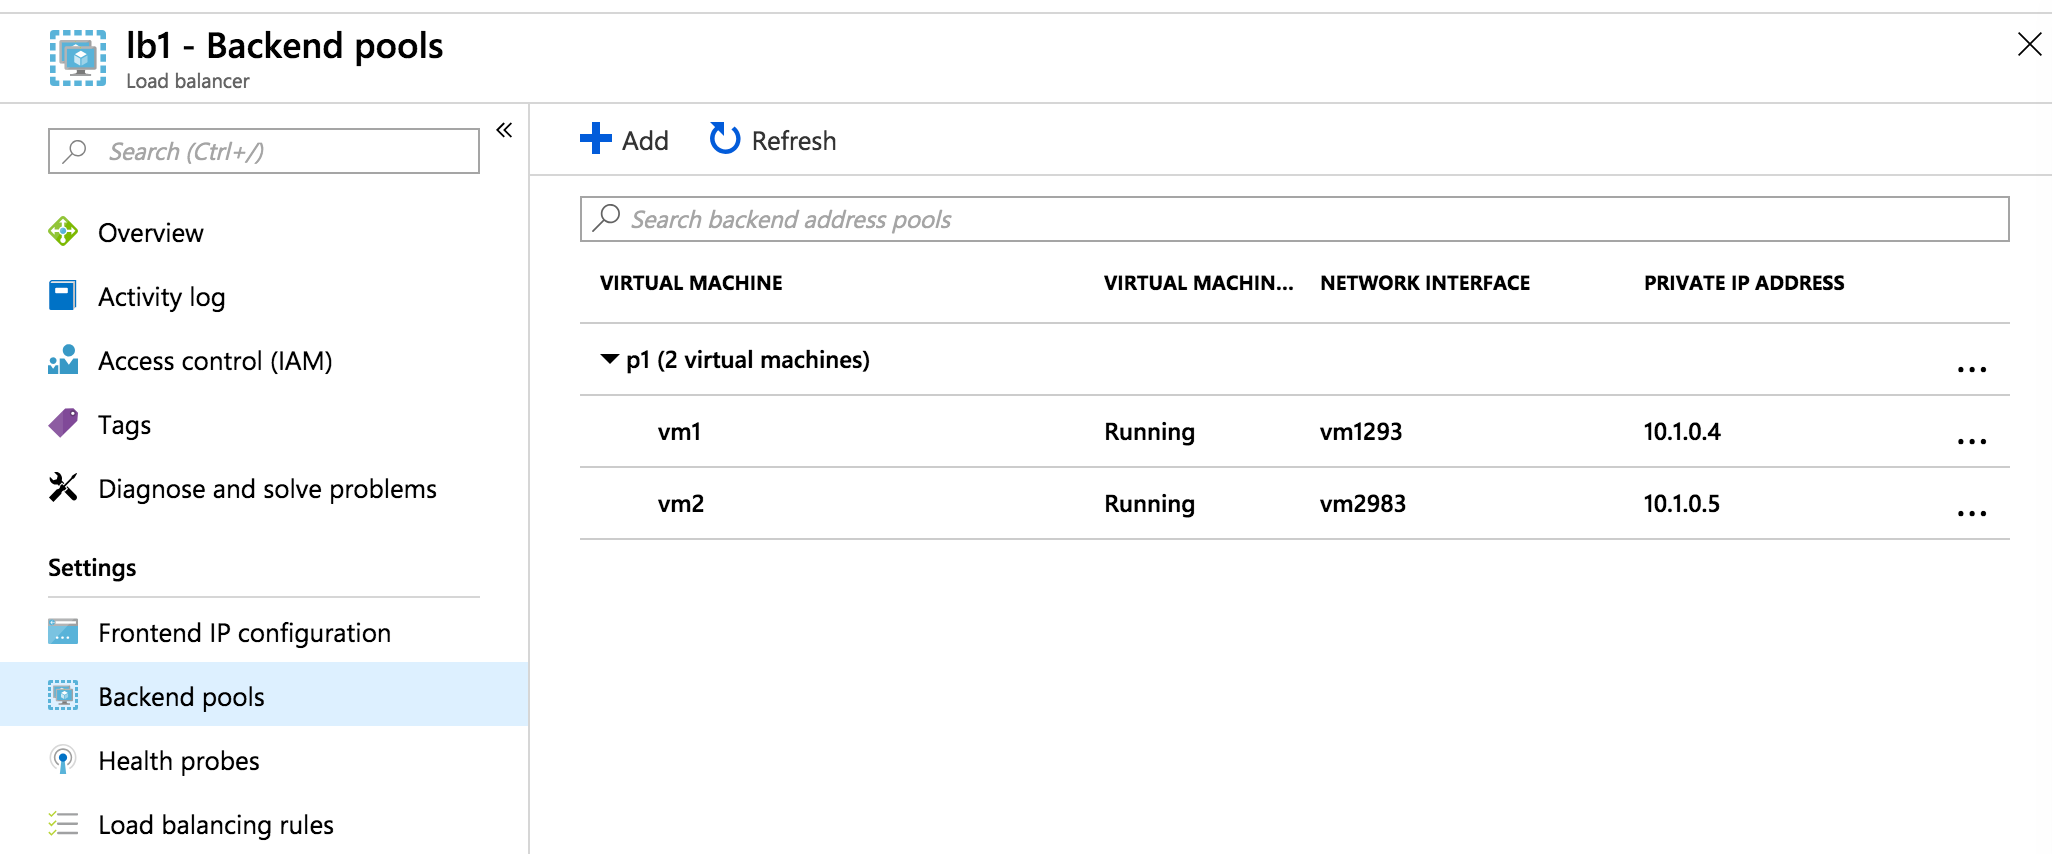 lb1 - Backend pools
Load balancer
Search (Ctrl+/)
Overview
Activity log
Access control (IAM)
Tags
Diagnose and solve problems
Settings
Frontend IP configuration
Backend pools
Health probes
Load balancing rules
Add Refresh
Search backend address pools
VIRTUAL MACHINE VIRTUAL MACHIN... NETWORK INTERFACE PRIVATE IP ADDRESS
p1 (2 virtual machines) ...
vm1 Running vm1293 10.1.0.4 ...
vm2 Running vm2983 10.1.0.5 ...